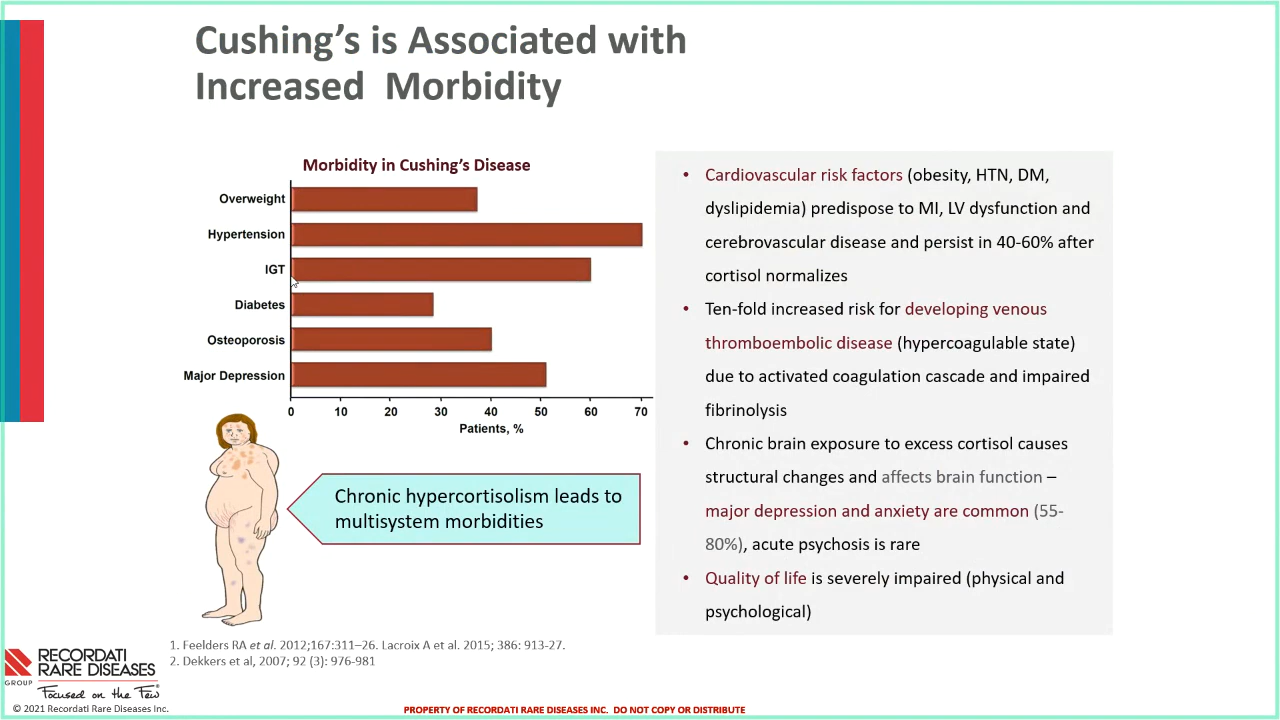 Cushing’s is Associated with
Increased  Morbidity
Morbidity in Cushing’s Disease
Overweight
Hypertension
IGT
Diabetes
Osteoporosis
Major Depression
0 10 20 30 40 50 60 70
Patients, %
Chronic hypercortisolism leads to
multisystem morbidities
• Cardiovascular risk factors (obesity, HTN, DM,
dyslipidemia) predispose to MI, LV dysfunction and
cerebrovascular disease and persist in 40-60% after
cortisol normalizes
• Ten-fold increased risk for developing venous
thromboembolic disease (hypercoagulable state)
due to activated coagulation cascade and impaired
fibrinolysis
• Chronic brain exposure to excess cortisol causes
structural changes and affects brain function –
major depression and anxiety are common (55-
80%), acute psychosis is rare
• Quality of life is severely impaired (physical and
psychological)
1. Feelders RA et al. 2012;167:311–26. Lacroix A et al. 2015; 386: 913-27.
2. Dekkers et al, 2007; 92 (3): 976-981
RECORDATI
RARE DISEASES
GROUP
Focused on the Few®
© 2021 Recordati Rare Diseases Inc.
PROPERTY OF RECORDATI RARE DISEASES INC.  DO NOT COPY OR DISTRIBUTE